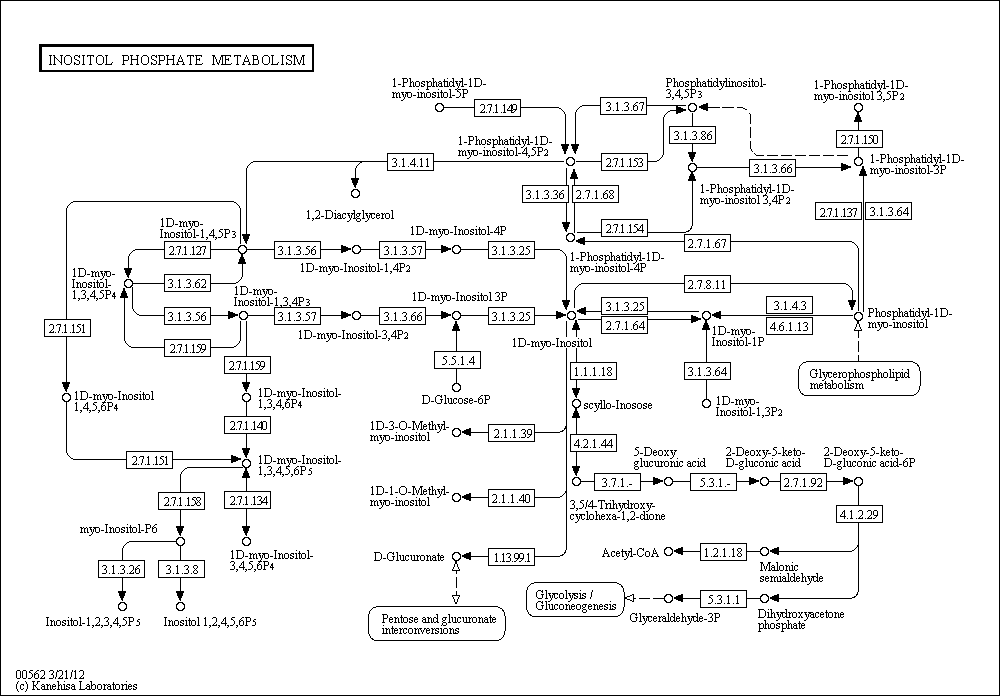 INOSITOL PHOSPHATE METABOLISM
1-Phosphatidyl-1D-
myo-inositol-5P
2.7.1.149
3.1.3.67
Phosphatidylinositol-
3,4,5P3
1-Phosphatidyl-1D-
myo-inositol 3,5P2
3.1.3.86
2.7.1.150
1-Phosphatidyl-1D-
myo-inositol-4,5P2
3.1.4.11
2.7.1.153
3.1.3.66
1-Phosphatidyl-1D-
myo-inositol-3P
1,2-Diacylglycerol
3.1.3.36
2.7.1.68
1-Phosphatidyl-1D-
myo-inositol 3,4P2
2.7.1.137
3.1.3.64
2.7.1.154
2.7.1.67
1D-myo-
Inositol-1,4,5P3
1D-myo-Inositol-4P
2.7.1.127
3.1.3.56
3.1.3.57
3.1.3.25
1-Phosphatidyl-1D-
myo-inositol-4P
1D-myo-Inositol-1,4P2
1D-myo-
Inositol-
1,3,4,5P4
3.1.3.62
2.7.8.11
1D-myo-
Inositol-1,3,4P3
1D-myo-Inositol 3P
3.1.3.25
3.1.4.3
3.1.3.56
3.1.3.57
3.1.3.66
3.1.3.25
2.7.1.64
4.6.1.13
Phosphatidyl-1D-
myo-inositol
2.7.1.151
1D-myo-Inositol-3,4P2
1D-myo-Inositol
1D-myo-
Inositol-1P
2.7.1.159
2.7.1.159
5.5.1.4
1.1.1.18
3.1.3.64
Glycerophospholipid
metabolism
1D-myo-Inositol
1,4,5,6P4
1D-myo-Inositol-
1,3,4,6P4
D-Glucose-6P
scyllo-Inosose
1D-myo-
Inositol-1,3P2
2.7.1.140
1D-3-O-Methyl-
myo-inositol
2.1.1.39
4.2.1.44
2.7.1.151
1D-myo-Inositol-
1,3,4,5,6P5
5-Deoxy
glucuronic acid
2-Deoxy-5-keto-
D-gluconic acid
2-Deoxy-5-keto-
D-gluconic acid-6P
3.7.1.-
5.3.1.-
2.7.1.92
2.7.1.158
2.7.1.134
1D-1-O-Methyl-
myo-inositol
2.1.1.40
3,5/4-Trihydroxy-
cyclohexa-1,2-dione
4.1.2.29
myo-Inositol-P6
1D-myo-Inositol-
3,4,5,6P4
D-Glucuronate
1.13.99.1
Acetyl-CoA
1.2.1.18
Malonic
semialdehyde
3.1.3.26
3.1.3.8
Glycolysis /
Gluconeogenesis
5.3.1.1
Inositol-1,2,3,4,5P5
Inositol 1,2,4,5,6P5
Pentose and glucuronate
interconversions
Glyceraldehyde-3P
Dihydroxyacetone
phosphate
00562 3/21/12
(c) Kanehisa Laboratories